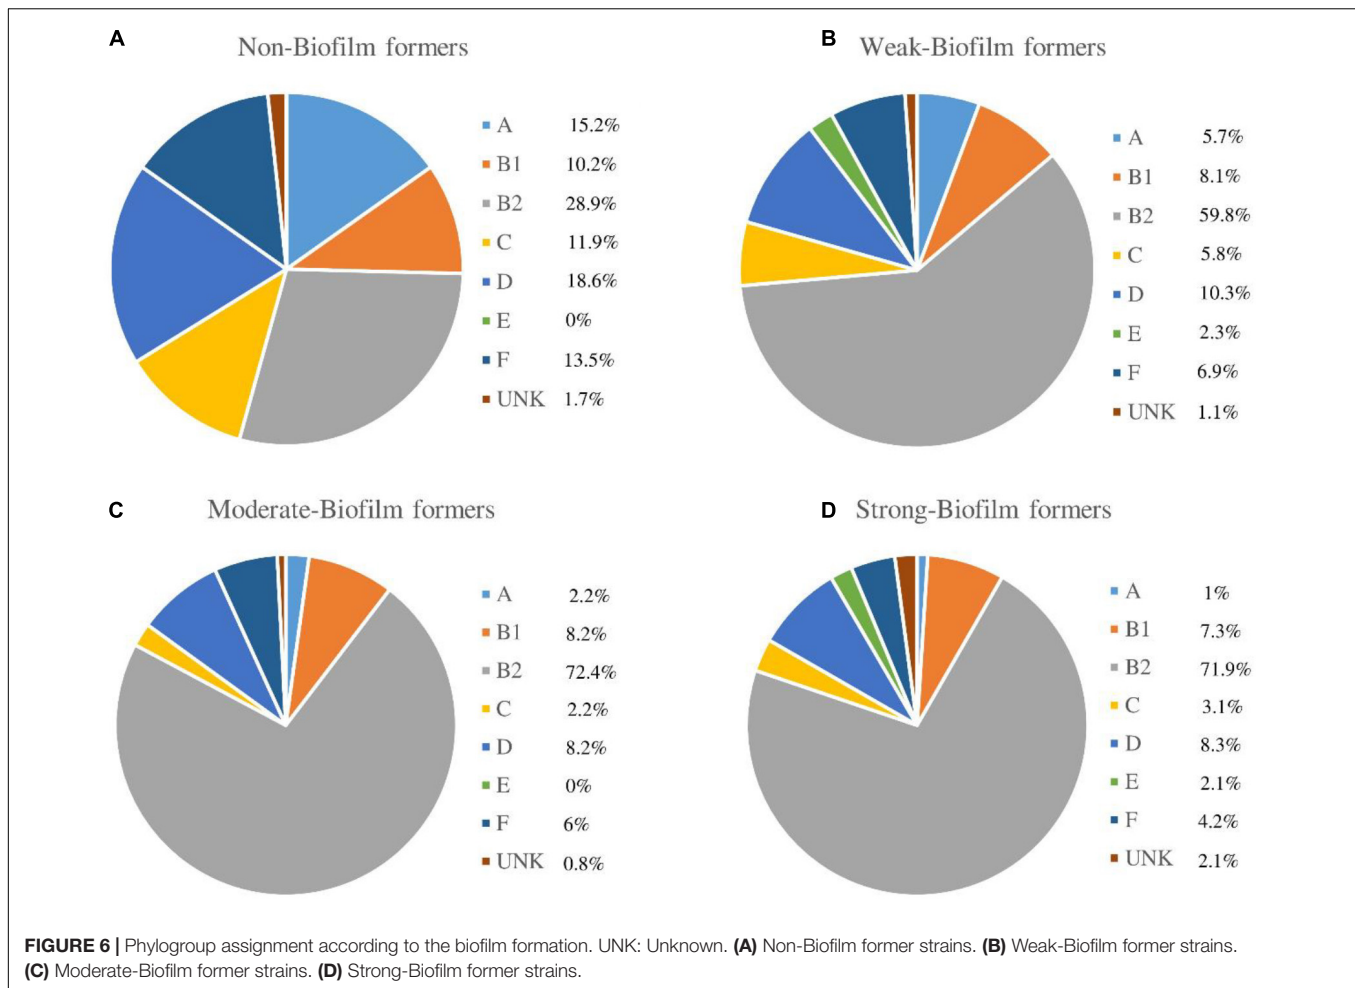 A
Non-Biofilm formers
A 15.2%
B1 10.2%
B2 28.9%
C 11.9%
D 18.6%
E 0%
F 13.5%
UNK 1.7%
B
Weak-Biofilm formers
A 5.7%
B1 8.1%
B2 59.8%
C 5.8%
D 10.3%
E 2.3%
F 6.9%
UNK 1.1%
C
Moderate-Biofilm formers
A 2.2%
B1 8.2%
B2 72.4%
C 2.2%
D 8.2%
E 0%
F 6%
UNK 0.8%
D
Strong-Biofilm formers
A 1%
B1 7.3%
B2 71.9%
C 3.1%
D 8.3%
E 2.1%
F 4.2%
UNK 2.1%
FIGURE 6 | Phylogroup assignment according to the biofilm formation. UNK: Unknown. (A) Non-Biofilm former strains. (B) Weak-Biofilm former strains.
(C) Moderate-Biofilm former strains. (D) Strong-Biofilm former strains.